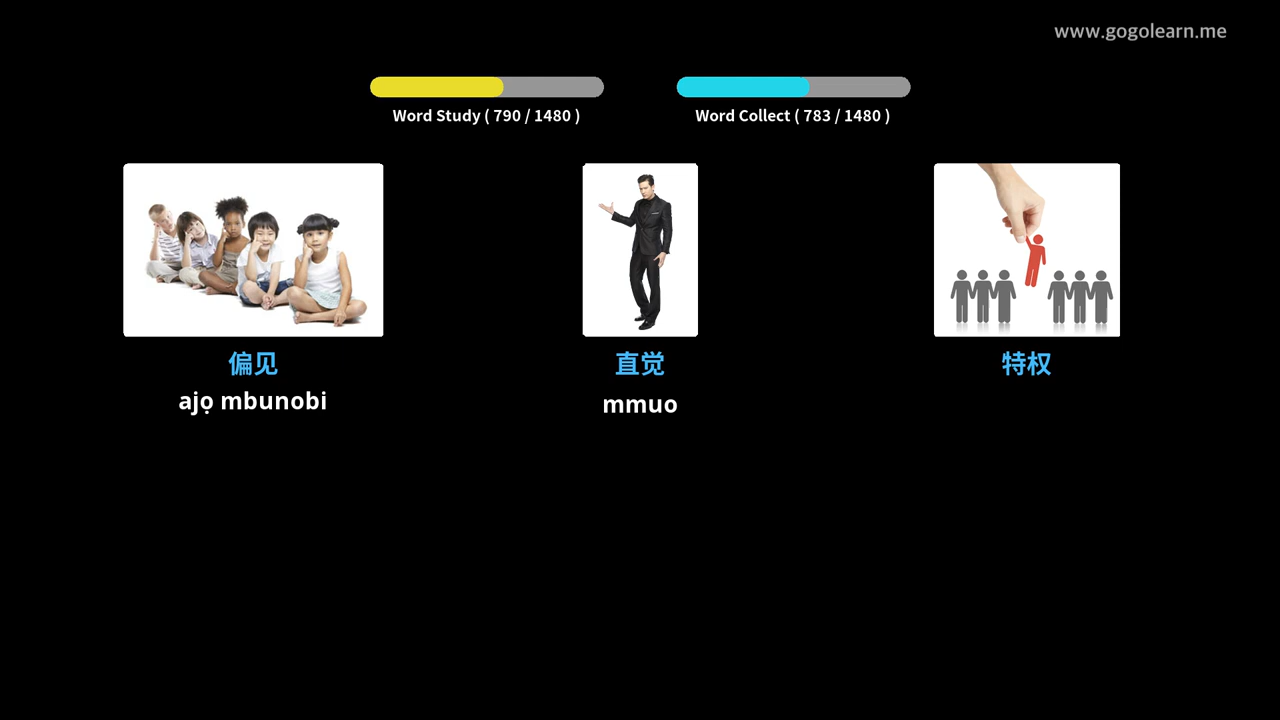 www.gogolearn.me
Word Study ( 790 / 1480 )
Word Collect ( 783 / 1480 )
偏见
直觉
特权
ajọ mbunobi
mmuo